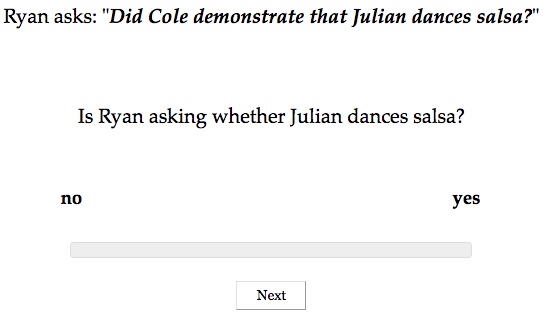 Ryan asks: "Did Cole demonstrate that Julian dances salsa?"
Is Ryan asking whether Julian dances salsa?
no yes
Next